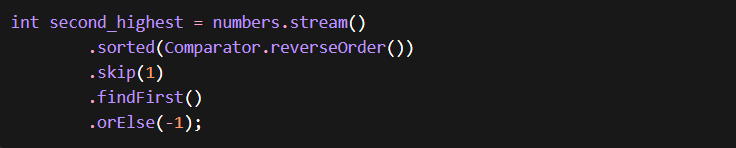 int second_highest = numbers.stream()
        .sorted(Comparator.reverseOrder())
        .skip(1)
        .findFirst()
        .orElse(-1);